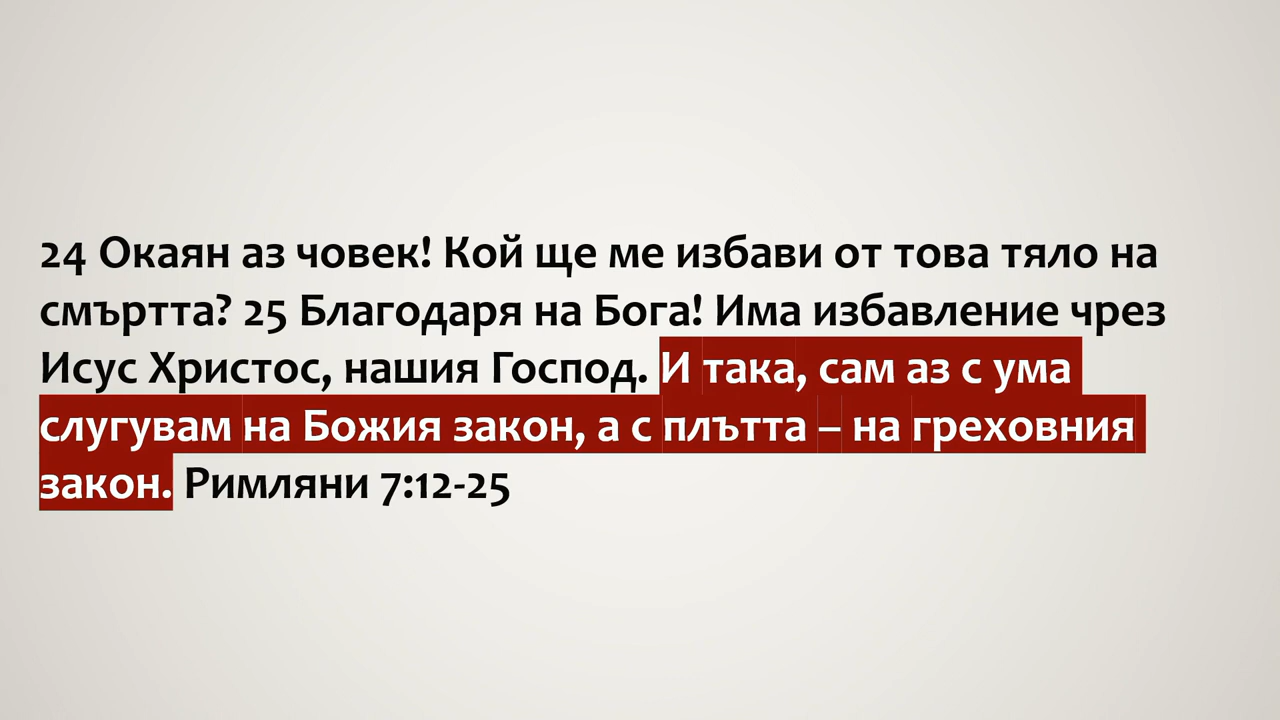 24 Окаян аз човек! Кой ще ме избави от това тяло на
смъртта? 25 Благодаря на Бога! Има избавление чрез
Исус Христос, нашия Господ. И така, сам аз с ума
слугувам на Божия закон, а с плътта – на греховния
закон. Римляни 7:12-25